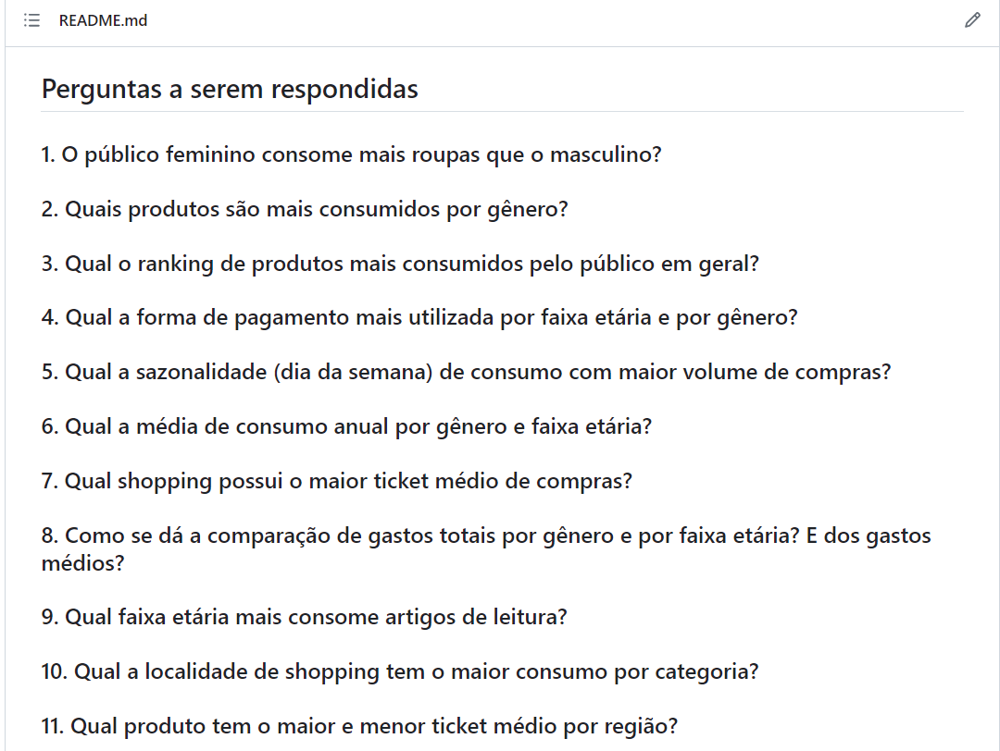 README.md
Perguntas a serem respondidas
1. O público feminino consome mais roupas que o masculino?
2. Quais produtos são mais consumidos por gênero?
3. Qual o ranking de produtos mais consumidos pelo público em geral?
4. Qual a forma de pagamento mais utilizada por faixa etária e por gênero?
5. Qual a sazonalidade (dia da semana) de consumo com maior volume de compras?
6. Qual a média de consumo anual por gênero e faixa etária?
7. Qual shopping possui o maior ticket médio de compras?
8. Como se dá a comparação de gastos totais por gênero e por faixa etária? E dos gastos
médios?
9. Qual faixa etária mais consome artigos de leitura?
10. Qual a localidade de shopping tem o maior consumo por categoria?
11. Qual produto tem o maior e menor ticket médio por região?